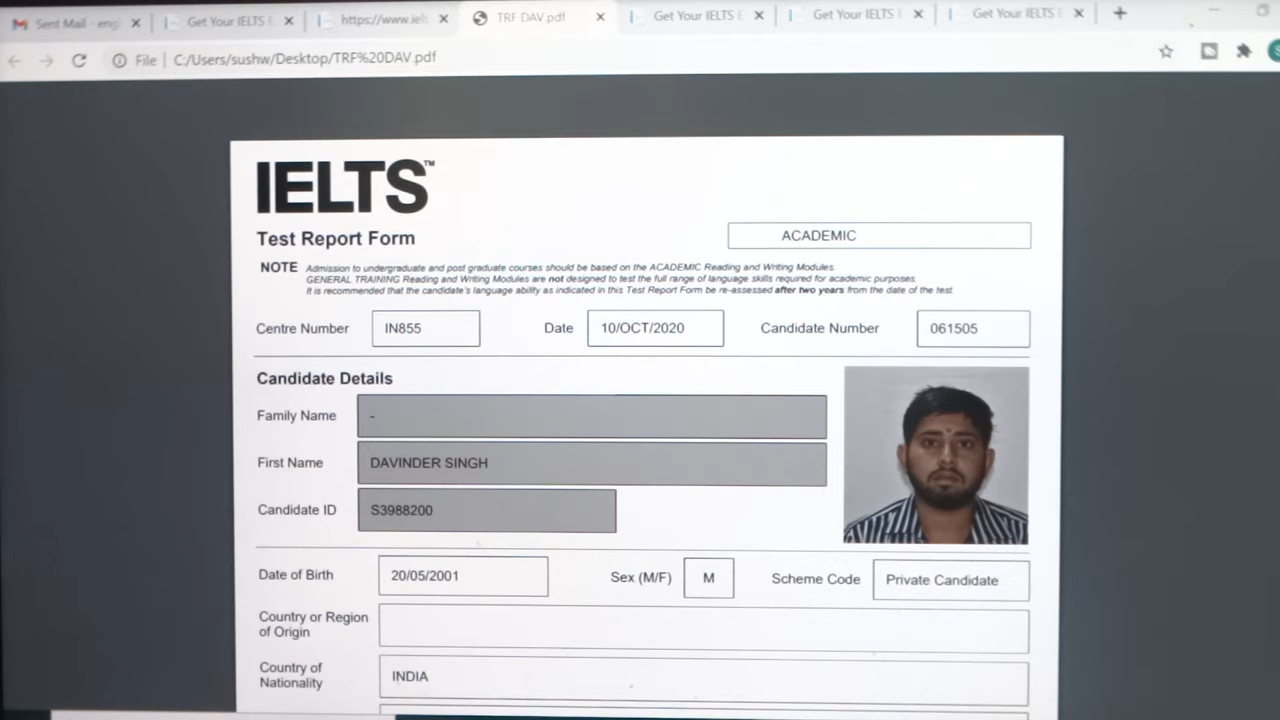 Sent Mail - eng
Get Your IELTS
https://www.iel
TRF DAV.pdf
Get Your IELTS
Get Your IELTS
Get Your IELTS
File | C:/Users/sushw/Desktop/TRF%20DAV.pdf
IELTS™
Test Report Form
ACADEMIC
NOTE Admission to undergraduate and post graduate courses should be based on the ACADEMIC Reading and Writing Modules.
GENERAL TRAINING Reading and Writing Modules are not designed to test the full range of language skills required for academic purposes.
It is recommended that the candidate's language ability as indicated in this Test Report Form be re-assessed after two years from the date of the test.
Centre Number IN855 Date 10/OCT/2020 Candidate Number 061505
Candidate Details
Family Name -
First Name DAVINDER SINGH
Candidate ID S3988200
Date of Birth 20/05/2001 Sex (M/F) M Scheme Code Private Candidate
Country or Region
of Origin
Country of
Nationality INDIA